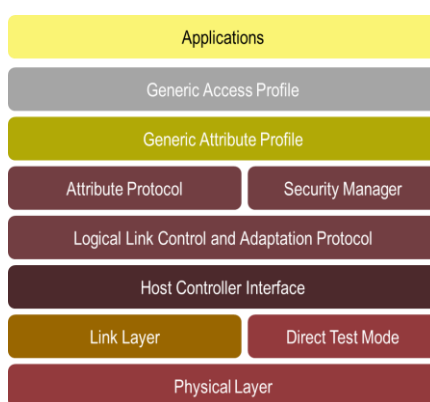 Applications
Generic Access Profile
Generic Attribute Profile
Attribute Protocol
Security Manager
Logical Link Control and Adaptation Protocol
Host Controller Interface
Link Layer
Direct Test Mode
Physical Layer